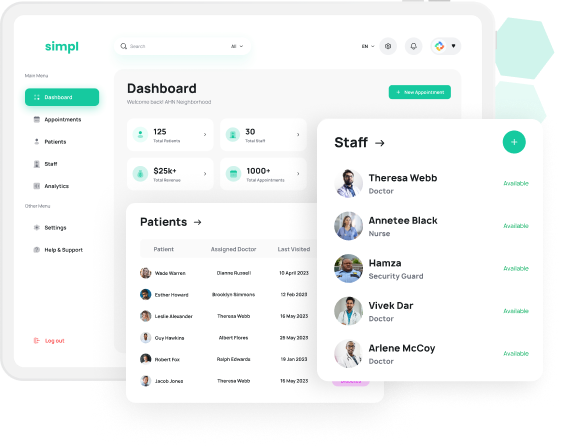 simpl
Search
All
EN
Main Menu
Dashboard
Appointments
Patients
Staff
Analytics
Other Menu
Settings
Help & Support
Log out
Dashboard
Welcome back! AHN Neighborhood
+ New Appointment
125
Total Patients
30
Total Staff
$25k+
Total Revenue
1000+
Total Appointments
Patients →
Patient Assigned Doctor Last Visited
Wade Warren Dianne Russell 10 April 2023
Esther Howard Brooklyn Simmons 12 Feb 2023
Leslie Alexander Theresa Webb 16 May 2023
Guy Hawkins Albert Flores 25 May 2023
Robert Fox Ralph Edwards 19 Jan 2023
Jacob Jones Theresa Webb 16 May 2023
Staff →
+
Theresa Webb
Doctor
Available
Annetee Black
Nurse
Available
Hamza
Security Guard
Available
Vivek Dar
Doctor
Available
Arlene McCoy
Doctor
Available